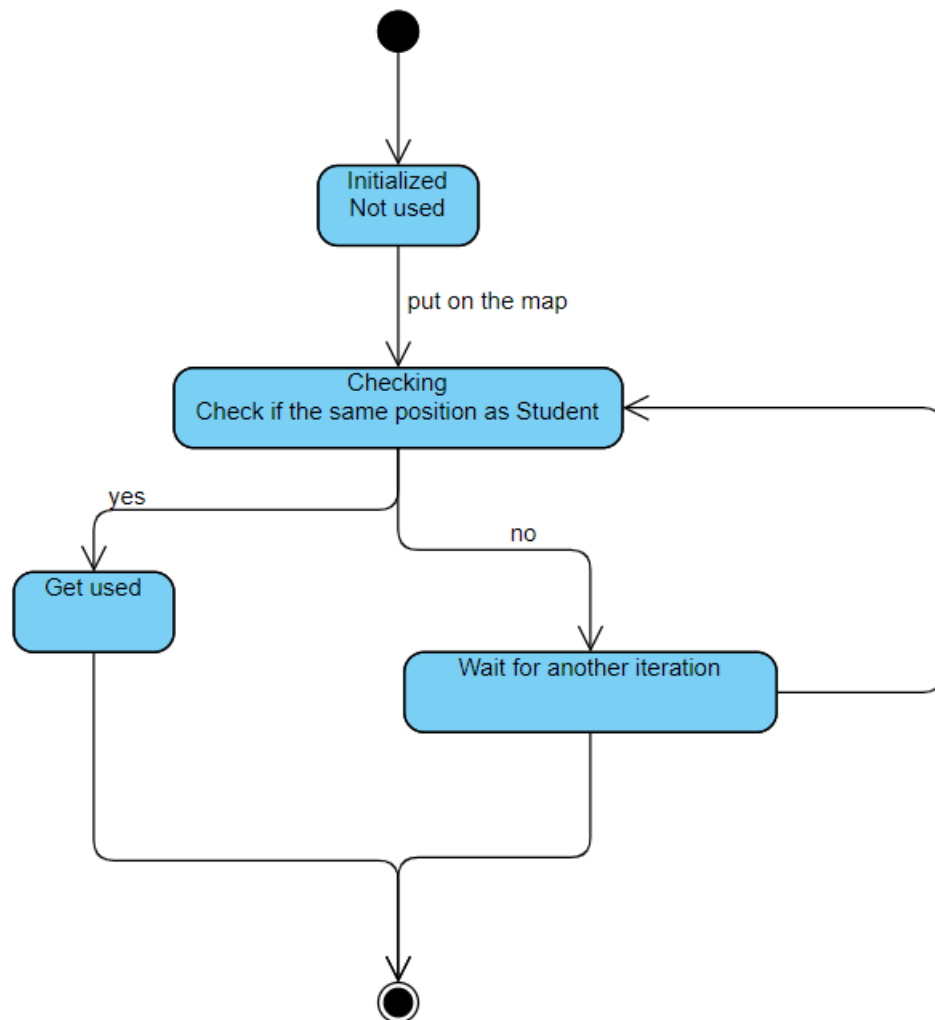 Initialized
Not used
put on the map
Checking
Check if the same position as Student
yes
no
Get used
Wait for another iteration